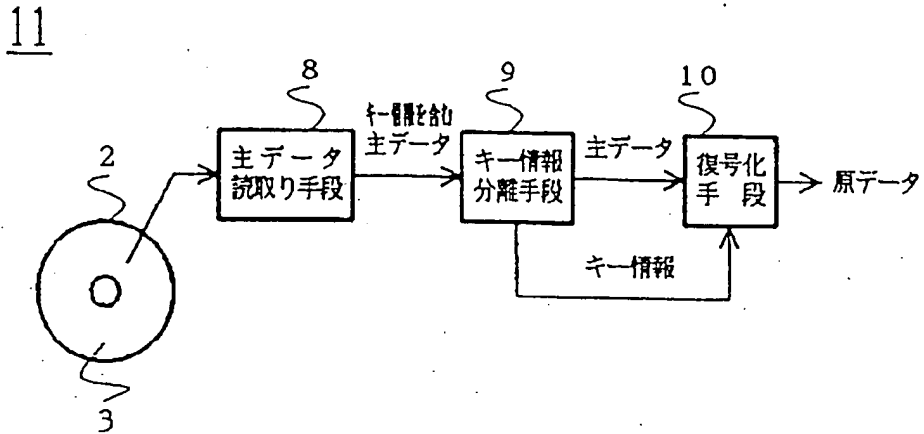 11
8
9
10
キー情報を含む
主データ
主データ
読取り手段
キー情報
分離手段
主データ
復号化
手段
原データ
キー情報
2
3